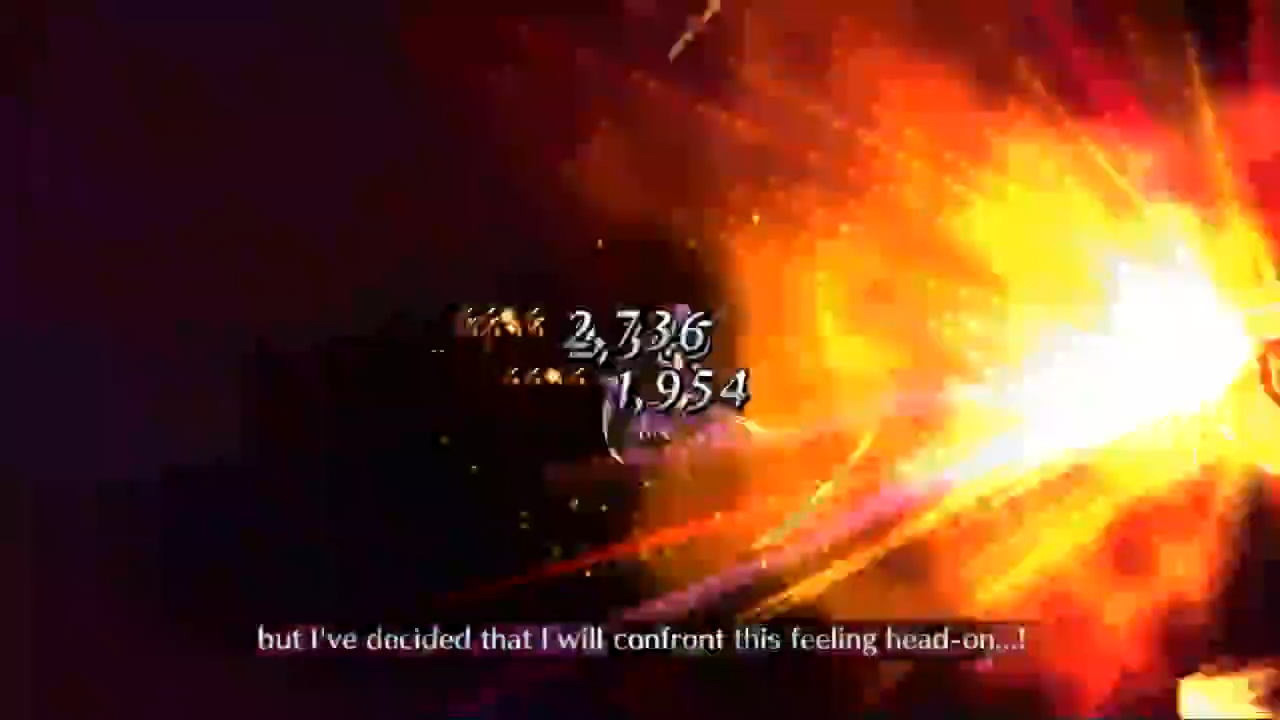 2,736
1,954
but I've decided that I will confront this feeling head-on...!